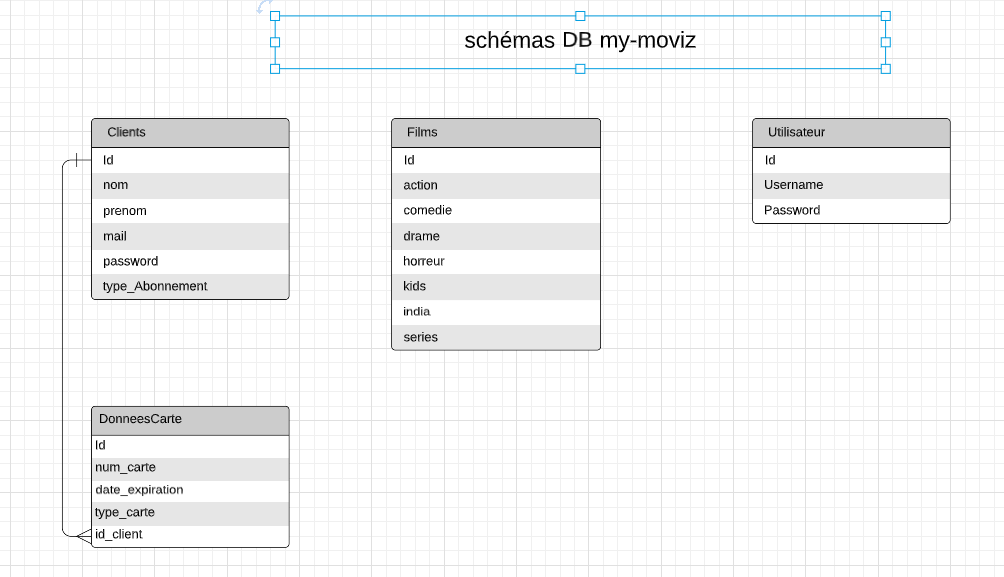 schémas DB my-moviz
Clients
Id
nom
prenom
mail
password
type_Abonnement
Films
Id
action
comedie
drame
horreur
kids
india
series
Utilisateur
Id
Username
Password
DonneesCarte
Id
num_carte
date_expiration
type_carte
id_client